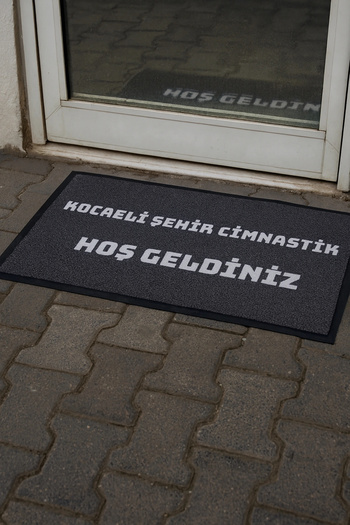 HOŞ GELDİN
KOCAELİ ŞEHİR CİMNASTİK
HOŞ GELDİNİZ